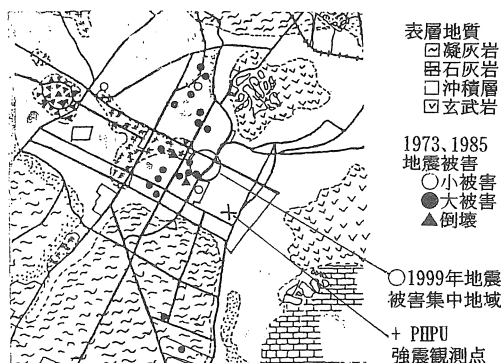 表層地質
凝灰岩
石灰岩
沖積層
玄武岩
1973、1985
地震被害
○小被害
●大被害
▲倒壊
○1999年地震
被害集中地域
+ PHPU
強震観測点